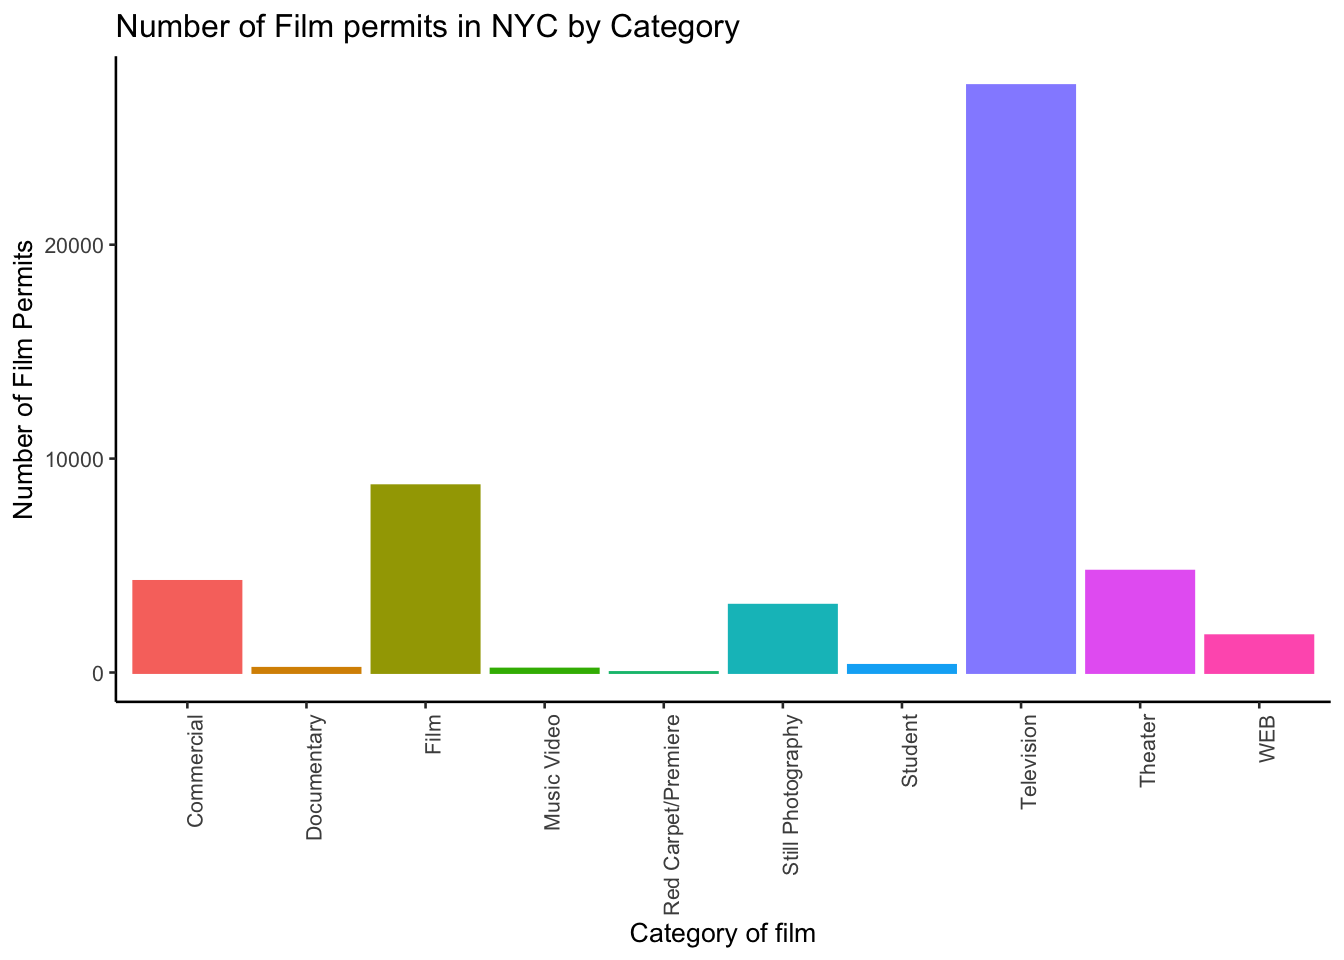 Number of Film permits in NYC by Category
Number of Film Permits
20000
10000
0
Commercial
Documentary
Film
Music Video
Red Carpet/Premiere
Still Photography
Student
Television
Theater
WEB
Category of film